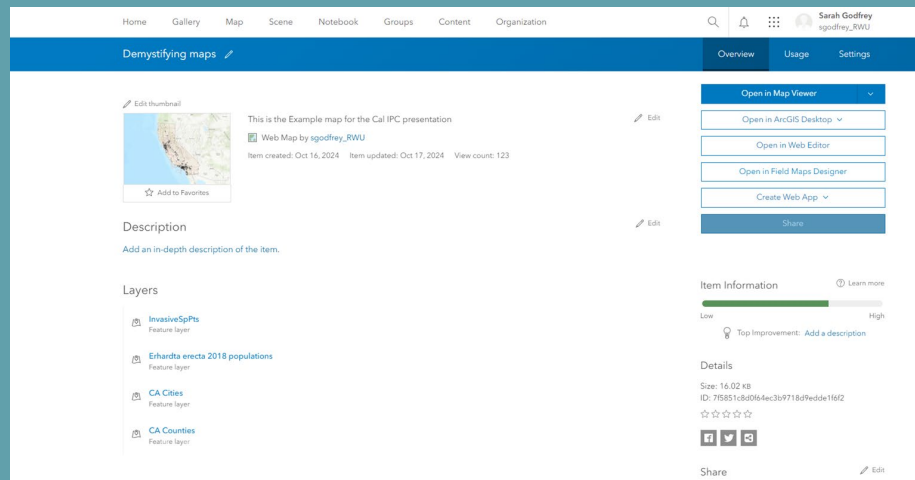 Home Gallery Map Scene Notebook Groups Content Organization
Sarah Godfrey
sgodfrey_RWU
Demystifying maps
Overview Usage Settings
Edit thumbnail
Add to Favorites
This is the Example map for the Cal IPC presentation
Edit
Web Map by sgodfrey_RWU
Item created: Oct 16, 2024 Item updated: Oct 17, 2024 View count: 123
Description
Edit
Add an in-depth description of the item.
Layers
InvasiveSpPts
Feature layer
Erhardta erecta 2018 populations
Feature layer
CA Cities
Feature layer
CA Counties
Feature layer
Open in Map Viewer
Open in ArcGIS Desktop
Open in Web Editor
Open in Field Maps Designer
Create Web App
Share
Item Information
Learn more
Low High
Top Improvement: Add a description
Details
Size: 16.02 KB
ID: 7f5851c8d0f64ec3b9718d9edde1f6f2
Share
Edit